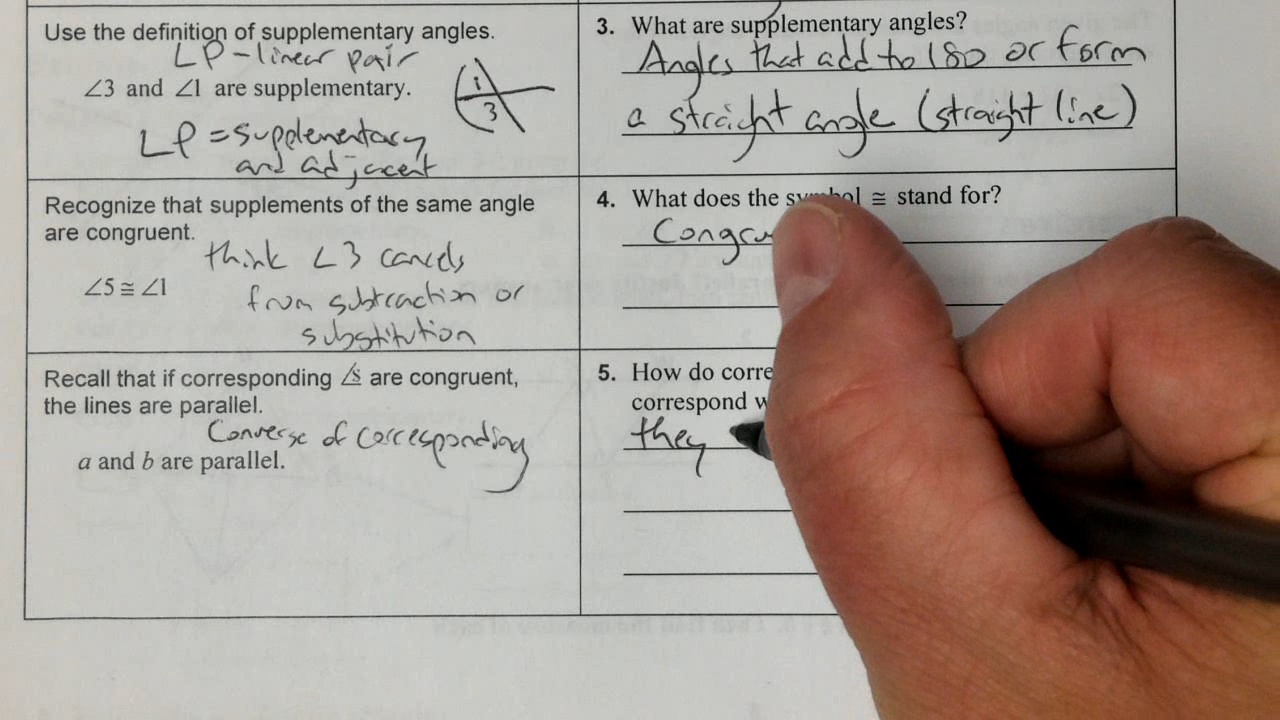 Use the definition of supplementary angles.
LP - linear pair
∠3 and ∠1 are supplementary.
1
3
LP = supplementary
and adjacent
3. What are supplementary angles?
Angles that add to 180 or form
a straight angle (straight line)
Recognize that supplements of the same angle
are congruent.
think ∠3 cancels
∠5 ≅ ∠1
from subtraction or
substitution
4. What does the ≅ stand for?
Recall that if corresponding ∠s are congruent,
the lines are parallel.
Converse of corresponding
a and b are parallel.
5. How do
correspond
they